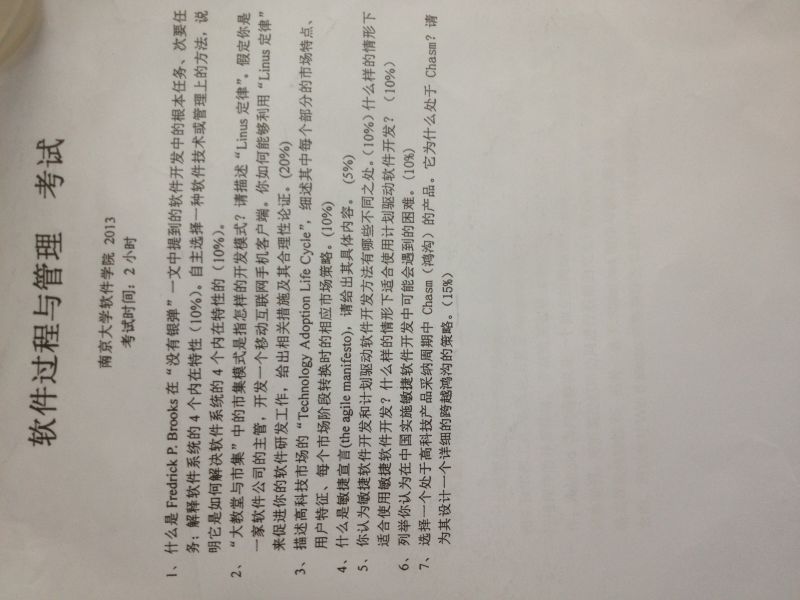 软件过程与管理 考试
南京大学软件学院 2013
考试时间：2 小时
1、 什么是 Fredrick P. Brooks 在“没有银弹”一文中提到的软件开发中的根本任务、次要任
务；解释软件系统的 4 个内在特性（10%）。自主选择一种软件技术或管理上的方法，说
明它是如何解决软件系统的 4 个内在特性的（10%）。
2、 “大教堂与市集”中的市集模式是指怎样的开发模式？请描述“Linus 定律”。假定你是
一家软件公司的主管，开发一个移动互联网手机客户端。你如何能够利用“Linus 定律”
来促进你的软件研发工作，给出相关措施及其合理性论证。(20%)
3、 描述高科技市场的“Technology Adoption Life Cycle”，细述其中每个部分的市场特点、
用户特征、每个市场阶段转换时的相应市场策略。(10%)
4、 什么是敏捷宣言(the agile manifesto)，请给出其具体内容。 (5%)
5、 你认为敏捷软件开发和计划驱动软件开发方法有哪些不同之处。（10%）什么样的情形下
适合使用敏捷软件开发？什么样的情形下适合使用计划驱动软件开发？（10%）
6、 列举你认为在中国实施敏捷软件开发中可能会遇到的困难。(10%)
7、 选择一个处于高科技产品采纳周期中 Chasm（鸿沟）的产品。它为什么处于 Chasm？请
为其设计一个详细的跨越鸿沟的策略。（15%）